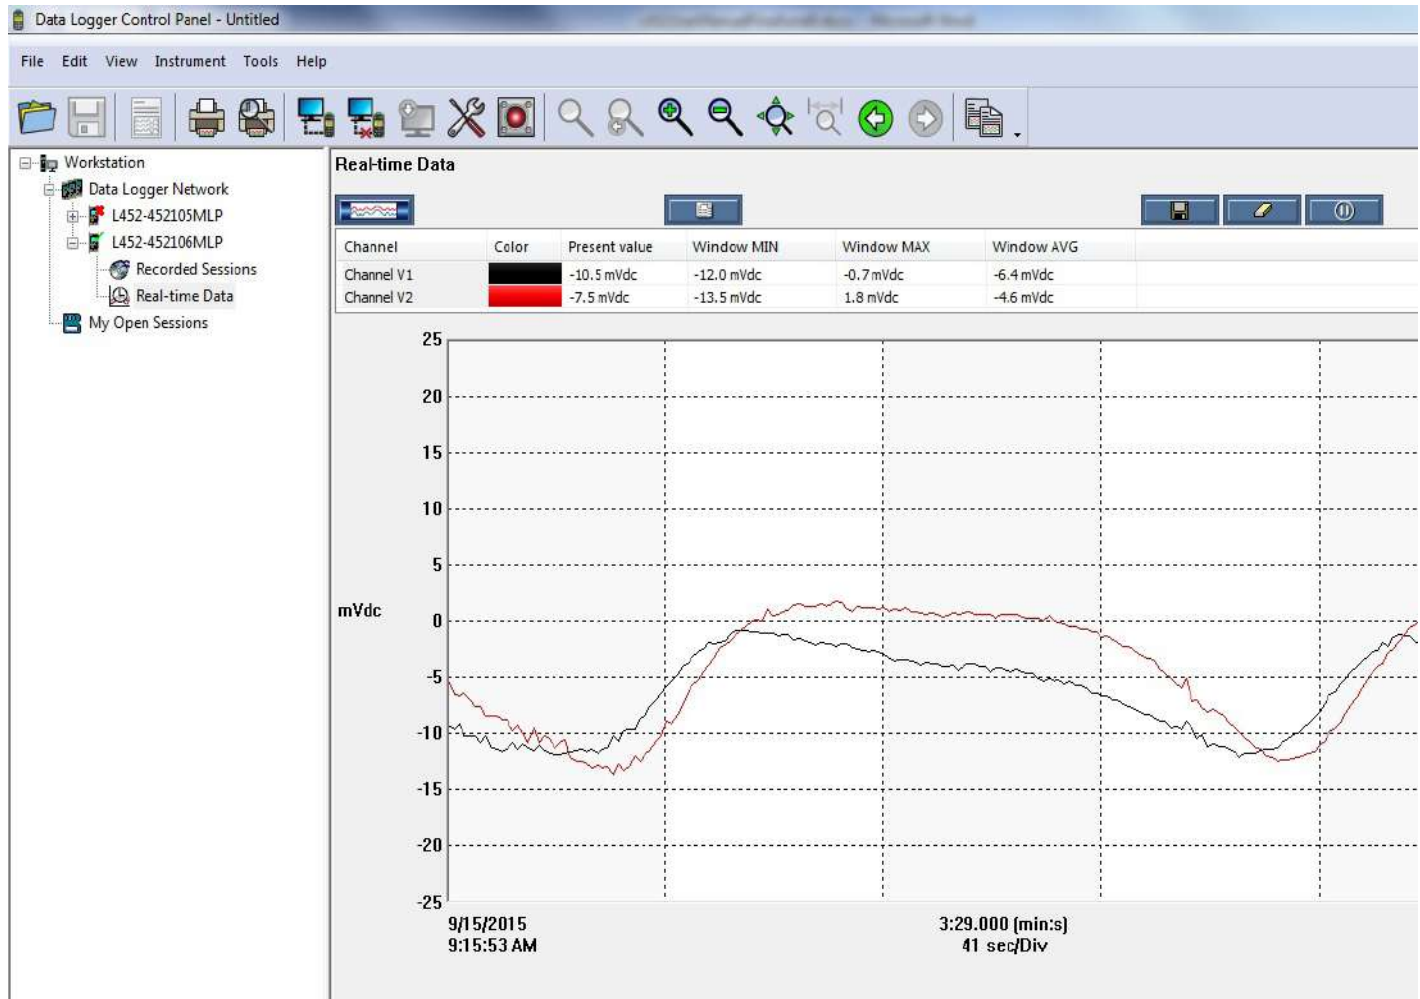 Data Logger Control Panel - Untitled
File Edit View Instrument Tools Help
Workstation
Data Logger Network
L452-452105MLP
L452-452106MLP
Recorded Sessions
Real-time Data
My Open Sessions
Real-time Data
Channel Color Present value Window MIN Window MAX Window AVG
Channel V1 -10.5 mVdc -12.0 mVdc -0.7 mVdc -6.4 mVdc
Channel V2 -7.5 mVdc -13.5 mVdc 1.8 mVdc -4.6 mVdc
25
20
15
10
5
mVdc
0
-5
-10
-15
-20
-25
9/15/2015 3:29.000 (min:s)
9:15:53 AM 41 sec/Div